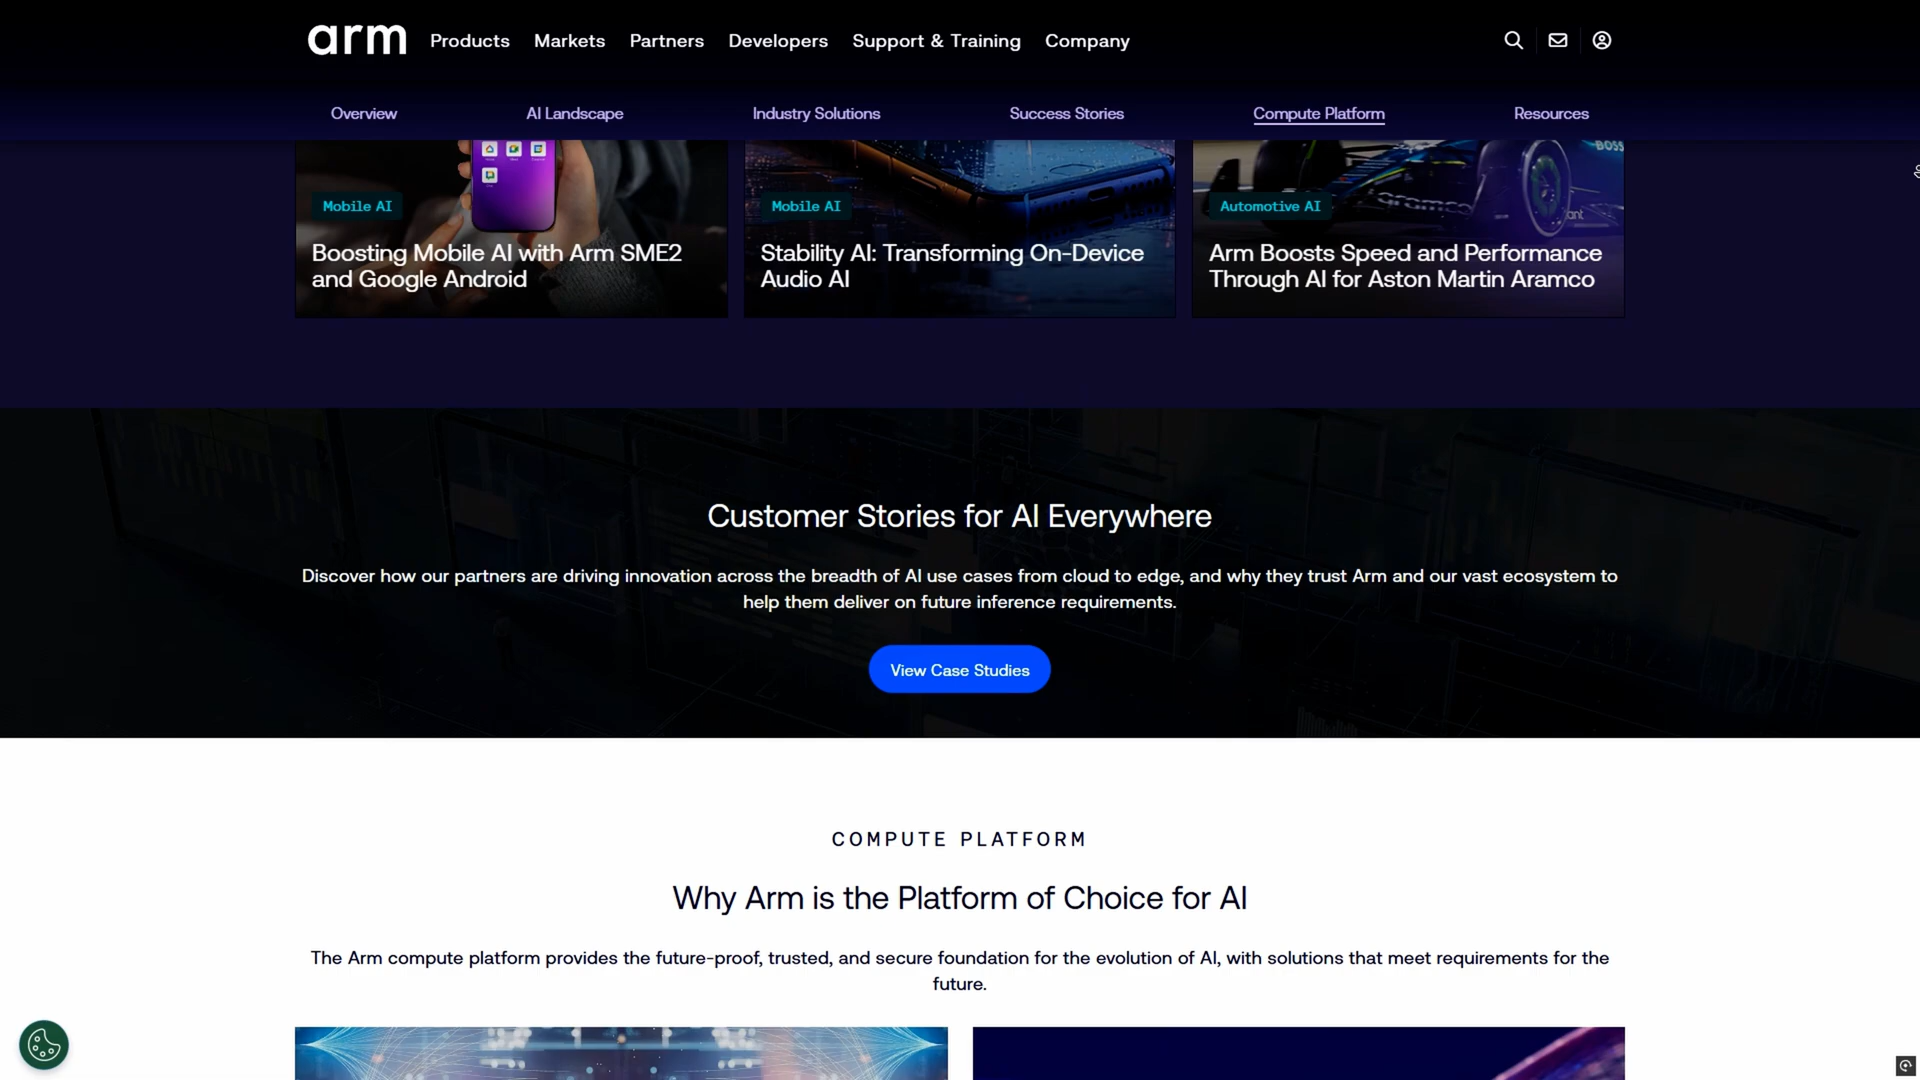 arm
Products Markets Partners Developers Support & Training Company
Overview AI Landscape Industry Solutions Success Stories Compute Platform Resources
Mobile AI
Boosting Mobile AI with Arm SME2
and Google Android
Mobile AI
Stability AI: Transforming On-Device
Audio AI
BOSS
aramco
Automotive AI
Arm Boosts Speed and Performance
Through AI for Aston Martin Aramco
Customer Stories for AI Everywhere
Discover how our partners are driving innovation across the breadth of AI use cases from cloud to edge, and why they trust Arm and our vast ecosystem to
help them deliver on future inference requirements.
View Case Studies
COMPUTE PLATFORM
Why Arm is the Platform of Choice for AI
The Arm compute platform provides the future-proof, trusted, and secure foundation for the evolution of AI, with solutions that meet requirements for the
future.